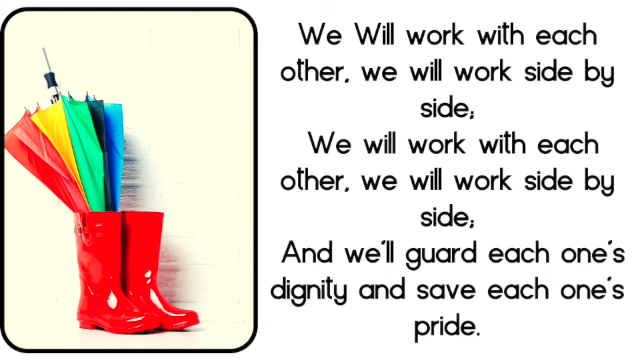 We Will work with each
other, we will work side by
side;
We will work with each
other, we will work side by
side;
And we'll guard each one's
dignity and save each one's
pride.